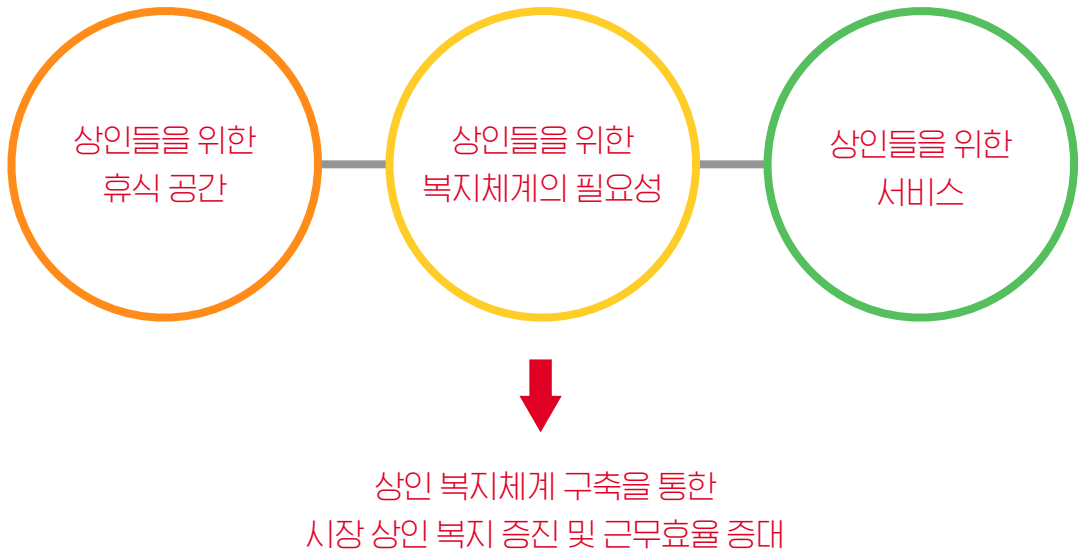 상인들을 위한
휴식 공간
상인들을 위한
복지체계의 필요성
상인들을 위한
서비스
상인 복지체계 구축을 통한
시장 상인 복지 증진 및 근무효율 증대